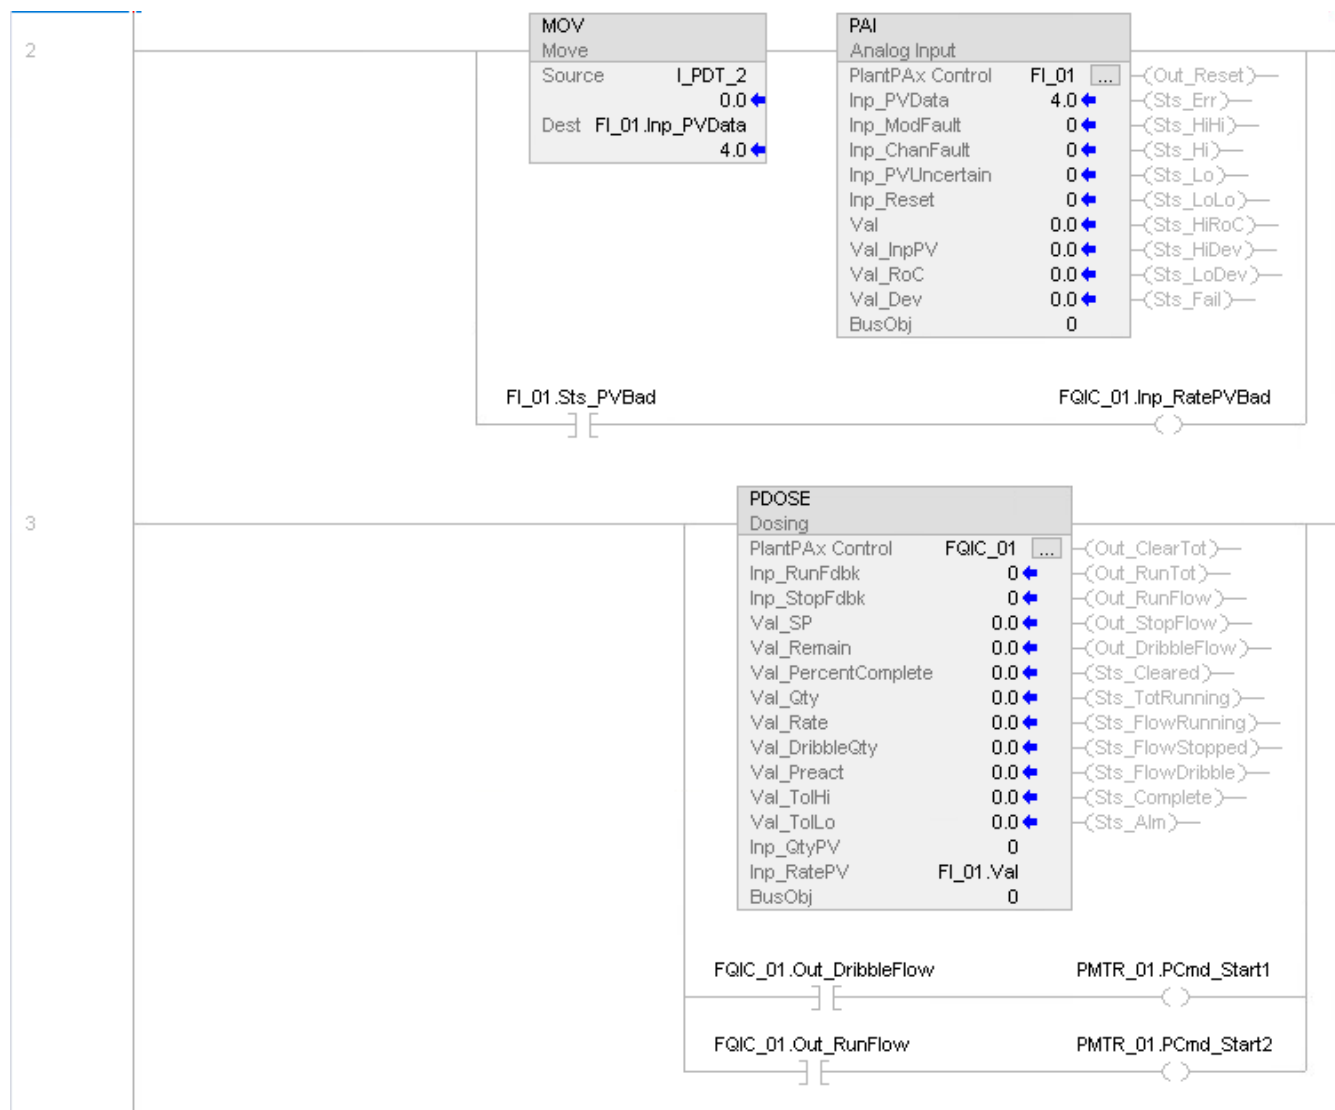 2
MOV
Move
Source I_PDT_2
0.0
Dest FI_01.Inp_PVData
4.0
PAI
Analog Input
PlantPAx Control FI_01 ... (Out_Reset)
Inp_PVData 4.0 (Sts_Err)
Inp_ModFault 0 (Sts_HiHi)
Inp_ChanFault 0 (Sts_Hi)
Inp_PVUncertain 0 (Sts_Lo)
Inp_Reset 0 (Sts_LoLo)
Val 0.0 (Sts_HiRoC)
Val_InpPV 0.0 (Sts_HiDev)
Val_RoC 0.0 (Sts_LoDev)
Val_Dev 0.0 (Sts_Fail)
BusObj 0
FI_01.Sts_PVBad FQIC_01.Inp_RatePVBad
3
PDOSE
Dosing
PlantPAx Control FQIC_01 ... (Out_ClearTot)
Inp_RunFdbk 0 (Out_RunTot)
Inp_StopFdbk 0 (Out_RunFlow)
Val_SP 0.0 (Out_StopFlow)
Val_Remain 0.0 (Out_DribbleFlow)
Val_PercentComplete 0.0 (Sts_Cleared)
Val_Qty 0.0 (Sts_TotRunning)
Val_Rate 0.0 (Sts_FlowRunning)
Val_DribbleQty 0.0 (Sts_FlowStopped)
Val_Preact 0.0 (Sts_FlowDribble)
Val_TolHi 0.0 (Sts_Complete)
Val_TolLo 0.0 (Sts_Alm)
Inp_QtyPV 0
Inp_RatePV FI_01.Val
BusObj 0
FQIC_01.Out_DribbleFlow PMTR_01.PCmd_Start1
FQIC_01.Out_RunFlow PMTR_01.PCmd_Start2